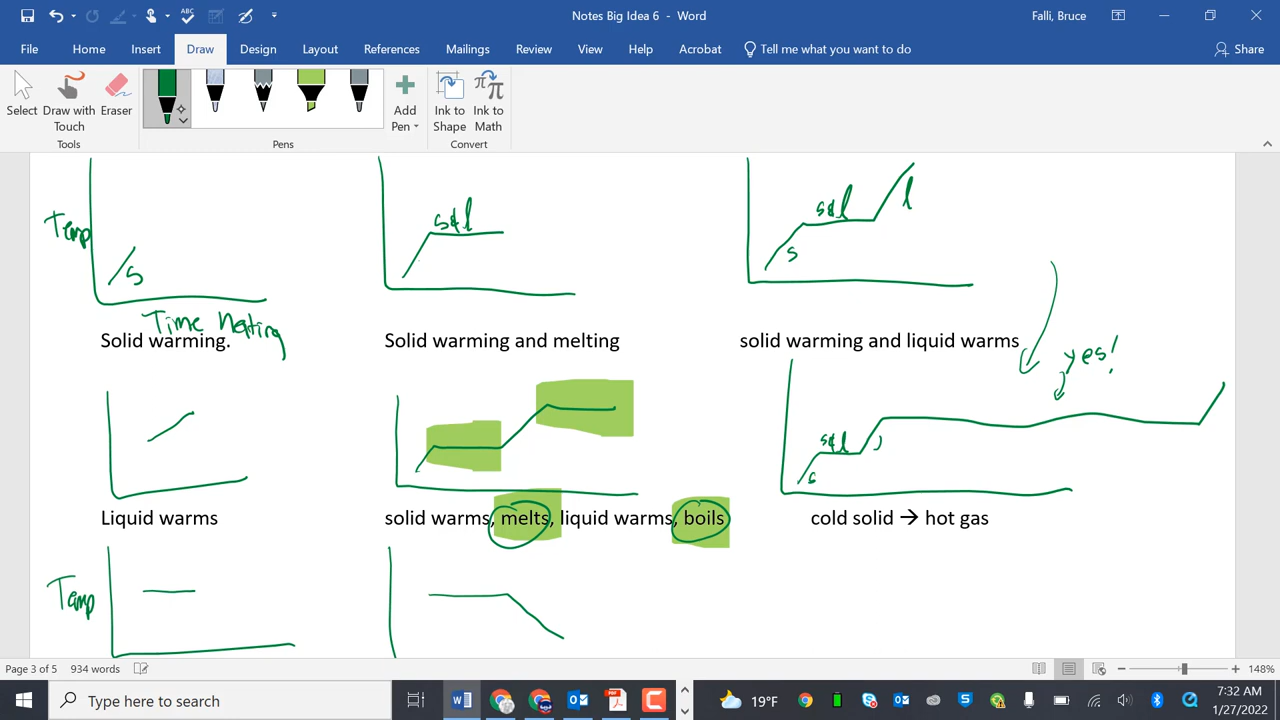 Notes Big Idea 6 - Word
Falli, Bruce
File Home Insert Draw Design Layout References Mailings Review View Help Acrobat Tell me what you want to do Share
Select Draw with Touch Eraser Add Pen Ink to Shape Ink to Math
Tools Pens Convert
Temp s
s&l
s s&l l
Time Heating
Solid warming.
Solid warming and melting
solid warming and liquid warms
yes!
s s&l
Liquid warms
solid warms, melts, liquid warms, boils
cold solid → hot gas
Temp
Page 3 of 5 934 words 148%
Type here to search
19°F
7:32 AM
1/27/2022